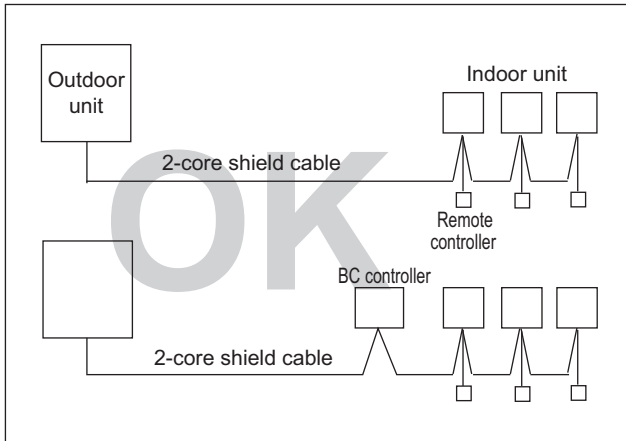 Outdoor
unit
Indoor unit
2-core shield cable
Remote
controller
OK
BC controller
2-core shield cable